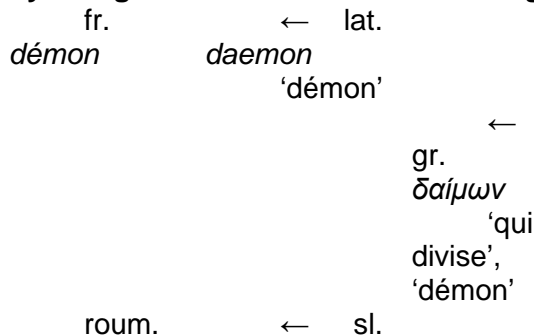 fr. ← lat.
démon daemon
‘démon’
←
gr.
δαίμων
‘qui
divise’,
‘démon’
roum. ← sl.